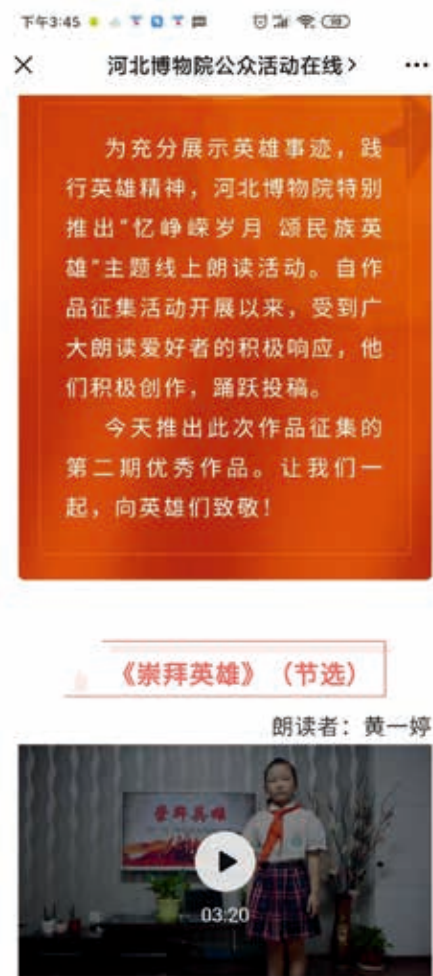 下午3:45
河北博物院公众活动在线>
为充分展示英雄事迹，践
行英雄精神，河北博物院特别
推出"忆峥嵘岁月 颂民族英
雄"主题线上朗读活动。自作
品征集活动开展以来，受到广
大朗读爱好者的积极响应，他
们积极创作，踊跃投稿。
今天推出此次作品征集的
第二期优秀作品。让我们一
起，向英雄们致敬！
《崇拜英雄》（节选）
朗读者：黄一婷
崇拜英雄
03:20